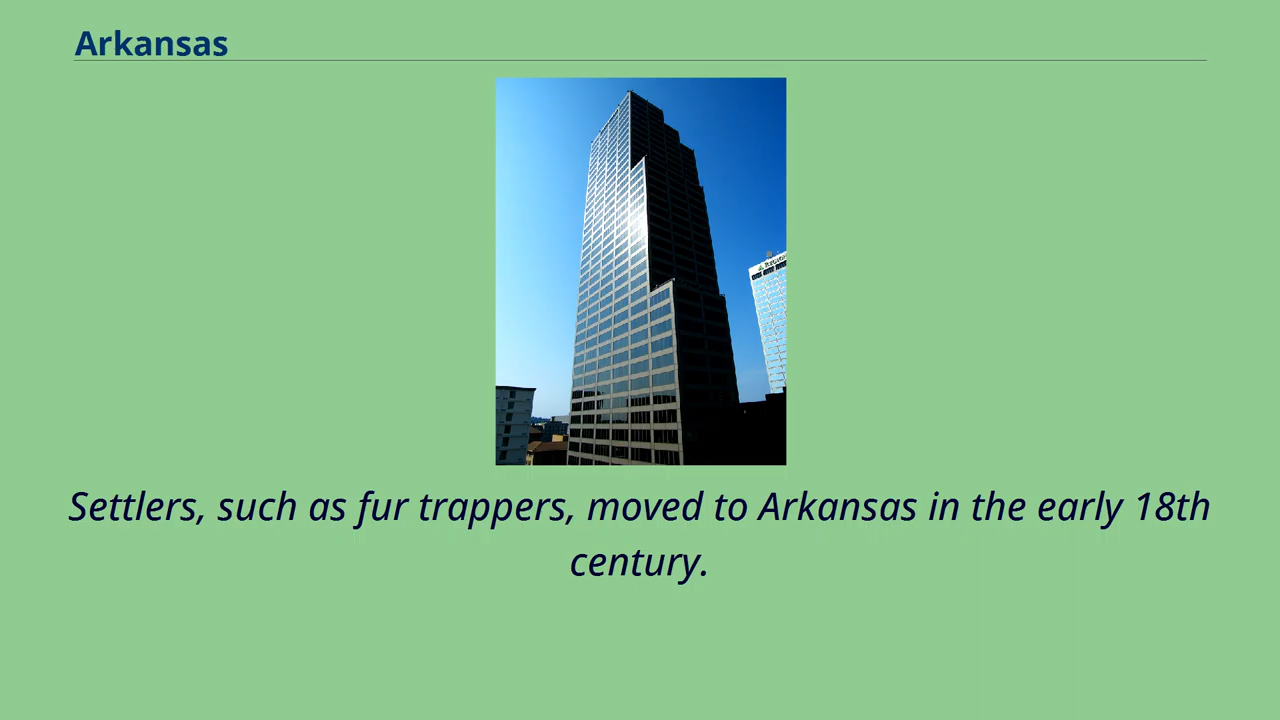 Arkansas
Settlers, such as fur trappers, moved to Arkansas in the early 18th
century.